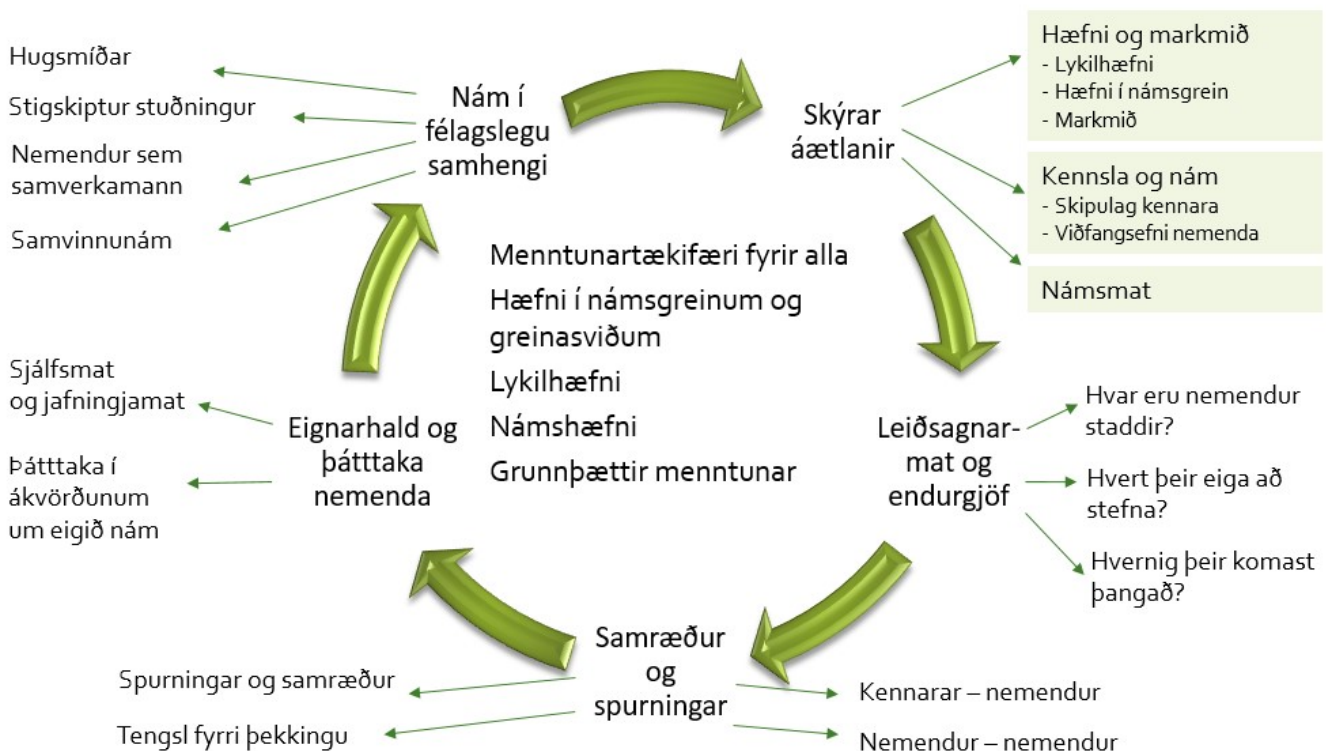 Hugsmíðar
Stigskiptur stuðningur
Nemendur sem
samverkamann
Samvinnunám
Nám í
félagslegu
samhengi
Skýrar
áætlanir
Hæfni og markmið
- Lykilhæfni
- Hæfni í námsgrein
- Markmið
Kennsla og nám
- Skipulag kennara
- Viðfangsefni nemenda
Námsmat
Menntunartækifæri fyrir alla
Hæfni í námsgreinum og
greinasviðum
Lykilhæfni
Námshæfni
Grunnþættir menntunar
Sjálfsmat
og jafningjamat
Þátttaka í
ákvörðunum
um eigið nám
Eignarhald og
þátttaka
nemenda
Leiðsagnar-
mat og
endurgjöf
Hvar eru nemendur
staddir?
Hvert þeir eiga að
stefna?
Hvernig þeir komast
þangað?
Samræður
og
spurningar
Spurningar og samræður
Tengsl fyrri þekkingu
Kennarar – nemendur
Nemendur – nemendur